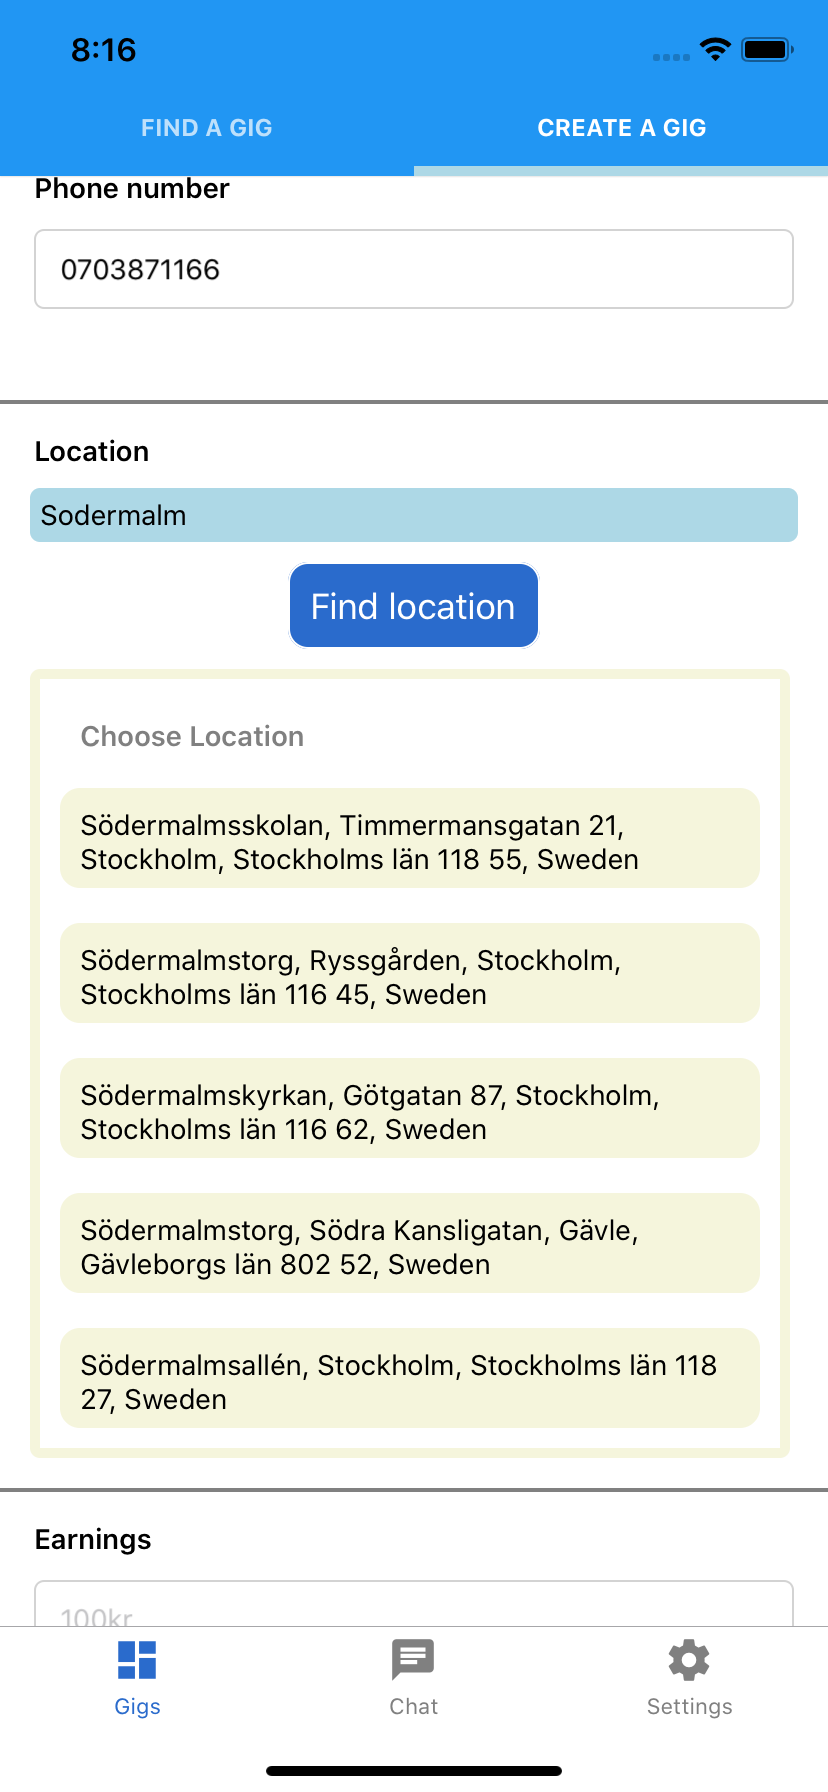 8:16
FIND A GIG
CREATE A GIG
Phone number
0703871166
Location
Sodermalm
Find location
Choose Location
Södermalmsskolan, Timmermansgatan 21,
Stockholm, Stockholms län 118 55, Sweden
Södermalmstorg, Ryssgården, Stockholm,
Stockholms län 116 45, Sweden
Södermalmskyrkan, Götgatan 87, Stockholm,
Stockholms län 116 62, Sweden
Södermalmstorg, Södra Kansligatan, Gävle,
Gävleborgs län 802 52, Sweden
Södermalmsallén, Stockholm, Stockholms län 118
27, Sweden
Earnings
100kr
Gigs
Chat
Settings